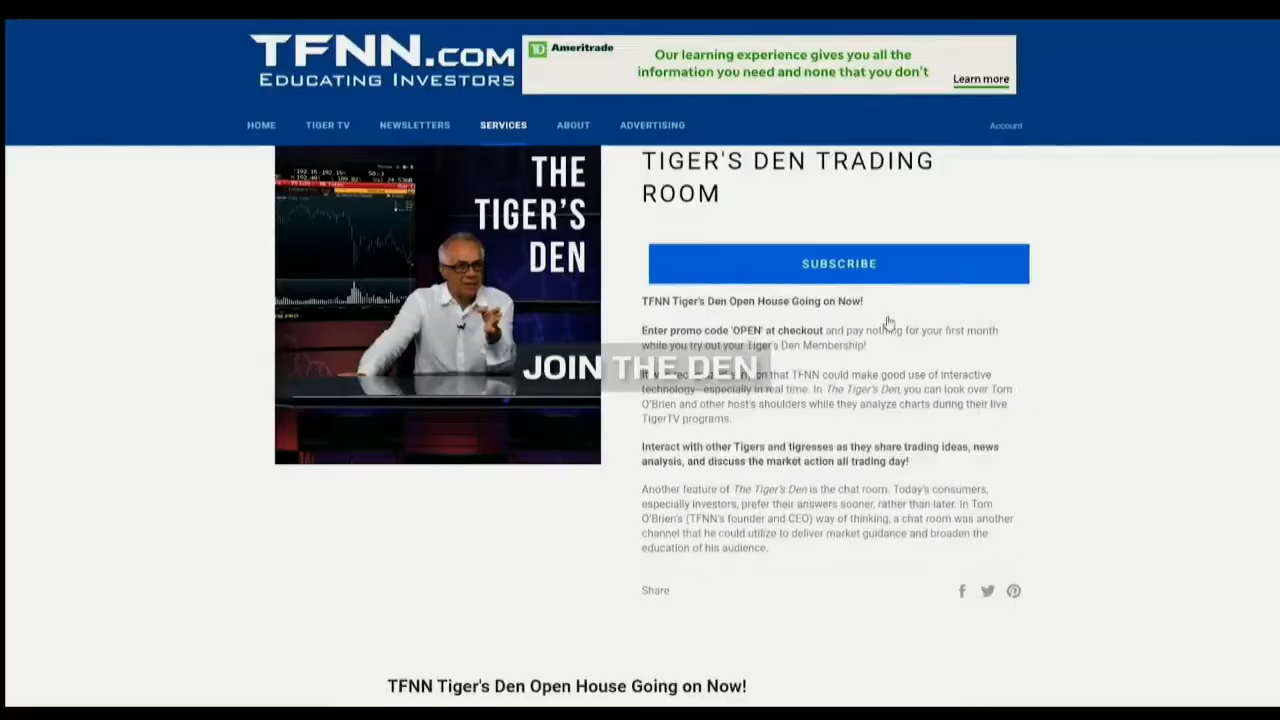 TFNN.COM
EDUCATING INVESTORS
TD Ameritrade
Our learning experience gives you all the
information you need and none that you don't
Learn more
HOME TIGER TV NEWSLETTERS SERVICES ABOUT ADVERTISING Account
THE
TIGER'S
DEN
TIGER'S DEN TRADING
ROOM
SUBSCRIBE
TFNN Tiger's Den Open House Going on Now!
Enter promo code 'OPEN' at checkout and pay nothing for your first month
while you try out your Tiger's Den Membership!
JOIN THE DEN
that TFNN could make good use of interactive
technology—especially in real time. In The Tiger's Den, you can look over Tom
O'Brien and other host's shoulders while they analyze charts during their live
TigerTV programs.
Interact with other Tigers and tigresses as they share trading ideas, news
analysis, and discuss the market action all trading day!
Another feature of The Tiger's Den is the chat room. Today's consumers,
especially investors, prefer their answers sooner, rather than later. In Tom
O'Brien's (TFNN's founder and CEO) way of thinking, a chat room was another
channel that he could utilize to deliver market guidance and broaden the
education of his audience.
Share
TFNN Tiger's Den Open House Going on Now!